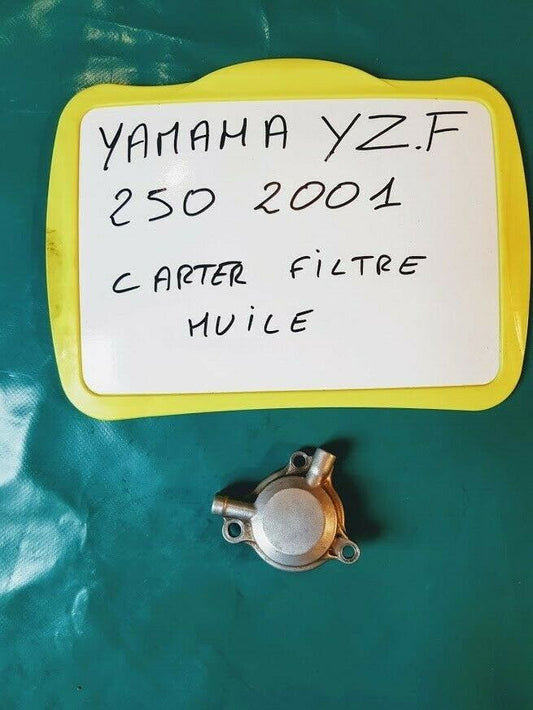 YAMAHA YZ.F
250 2001
CARTER FiLTRE
HUiLE